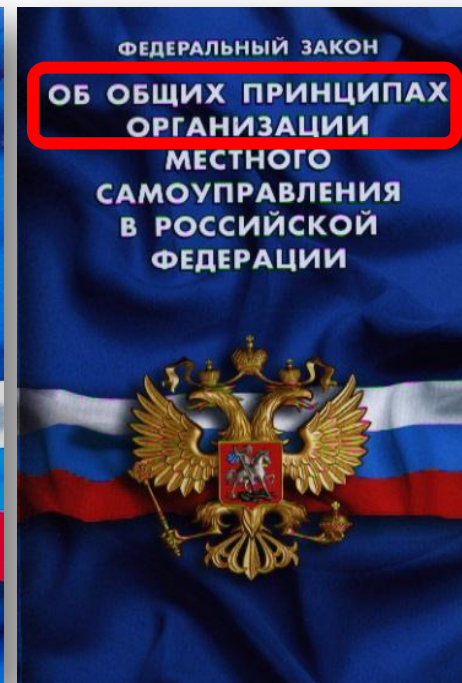 ФЕДЕРАЛЬНЫЙ ЗАКОН
ОБ ОБЩИХ ПРИНЦИПАХ
ОРГАНИЗАЦИИ
МЕСТНОГО
САМОУПРАВЛЕНИЯ
В РОССИЙСКОЙ
ФЕДЕРАЦИИ